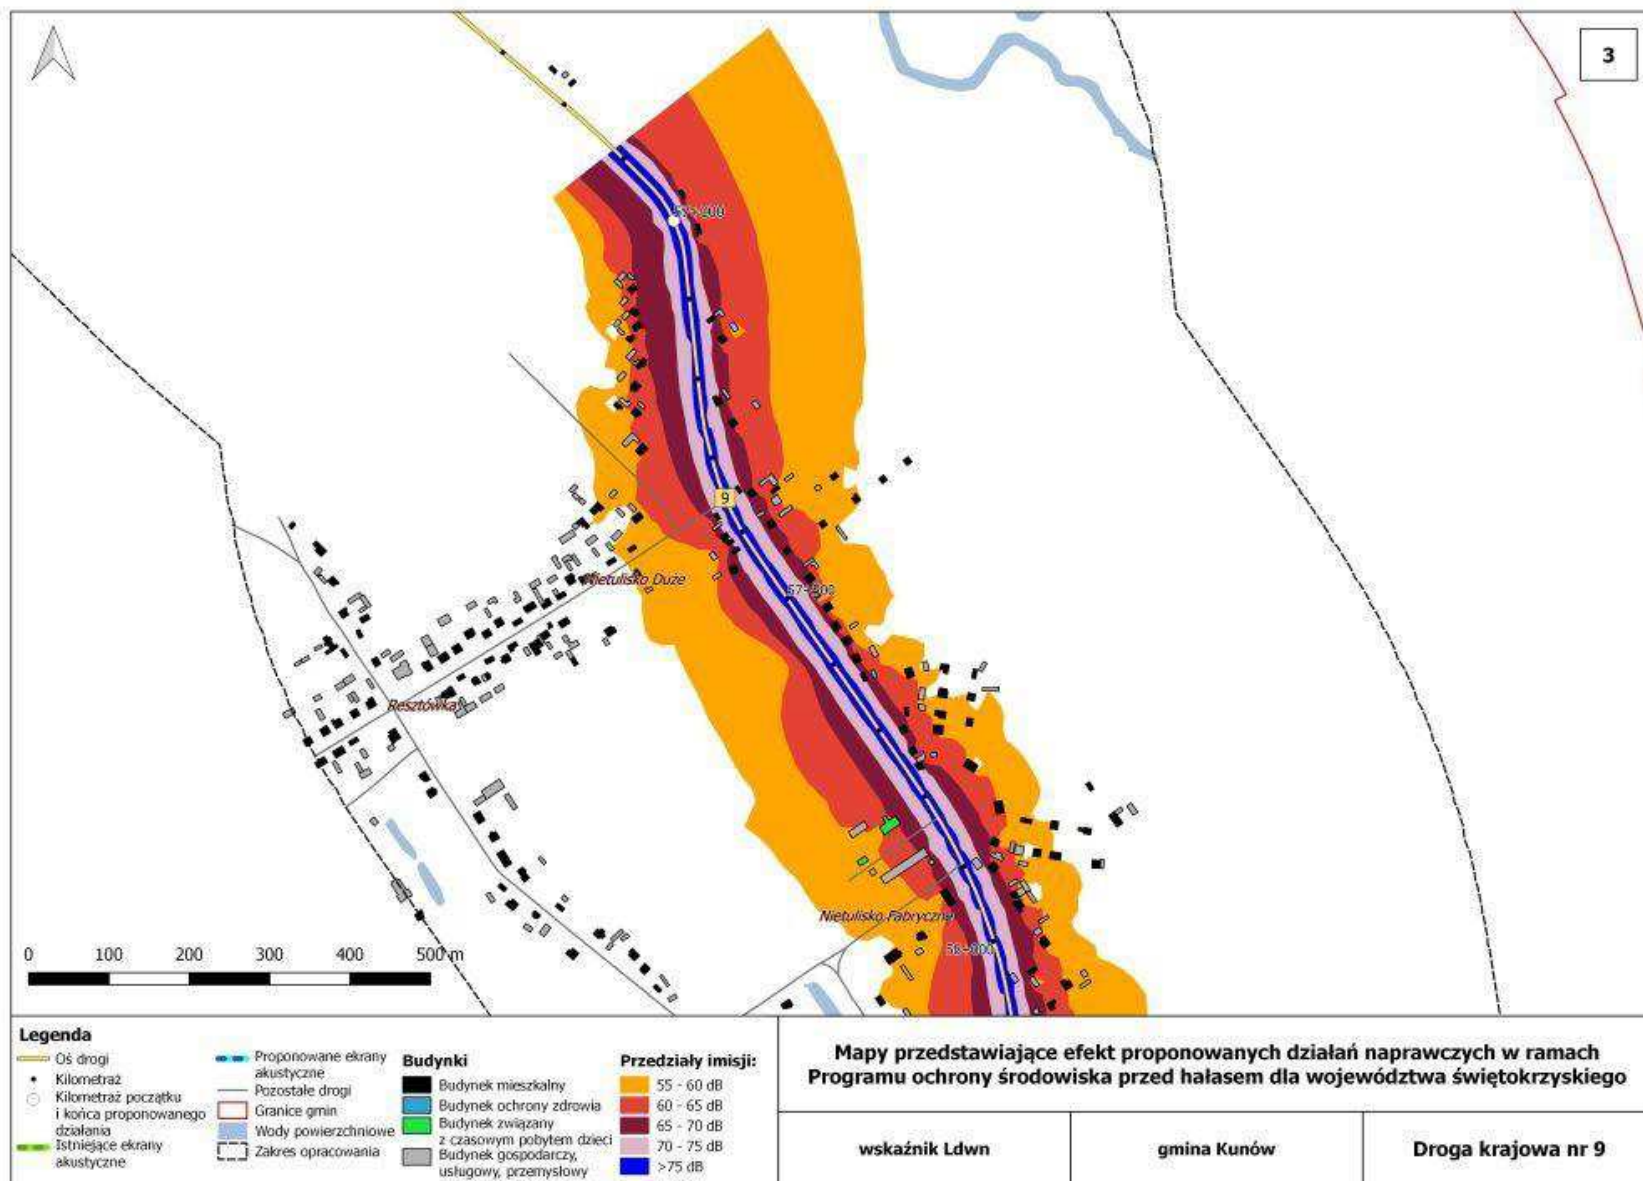 3
9
57+500
Nietulisko Duże
Resztówka
Nietulisko Fabryczne
58+000
0 100 200 300 400 500 m
Legenda
Oś drogi
Kilometraż
Kilometraż początku
i końca proponowanego
działania
Istniejące ekrany
akustyczne
Proponowane ekrany
akustyczne
Pozostałe drogi
Granice gmin
Wody powierzchniowe
Zakres opracowania
Budynki
Budynek mieszkalny
Budynek ochrony zdrowia
Budynek związany
z czasowym pobytem dzieci
Budynek gospodarczy,
usługowy, przemysłowy
Przedziały imisji:
55 - 60 dB
60 - 65 dB
65 - 70 dB
70 - 75 dB
>75 dB
Mapy przedstawiające efekt proponowanych działań naprawczych w ramach
Programu ochrony środowiska przed hałasem dla województwa świętokrzyskiego
wskaźnik Ldwn
gmina Kunów
Droga krajowa nr 9